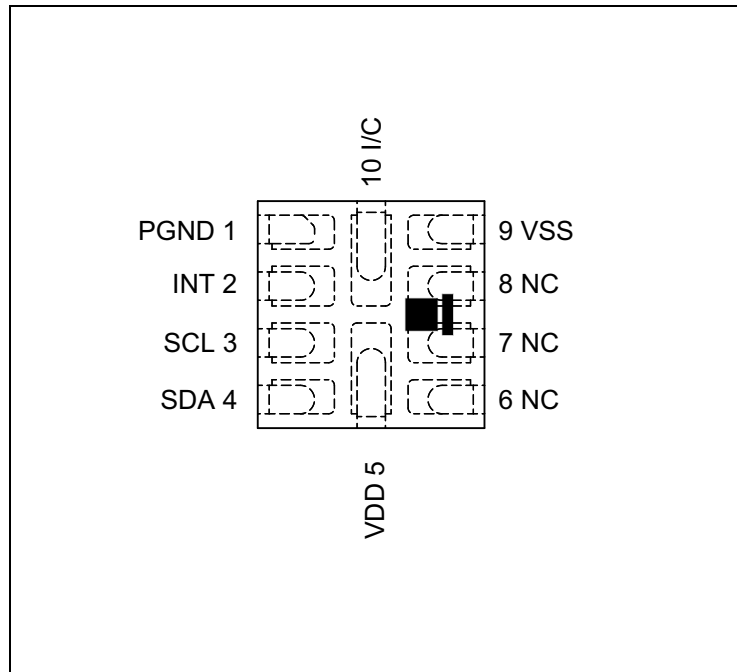 10 I/C
PGND 1
9 VSS
INT 2
8 NC
SCL 3
7 NC
SDA 4
6 NC
VDD 5